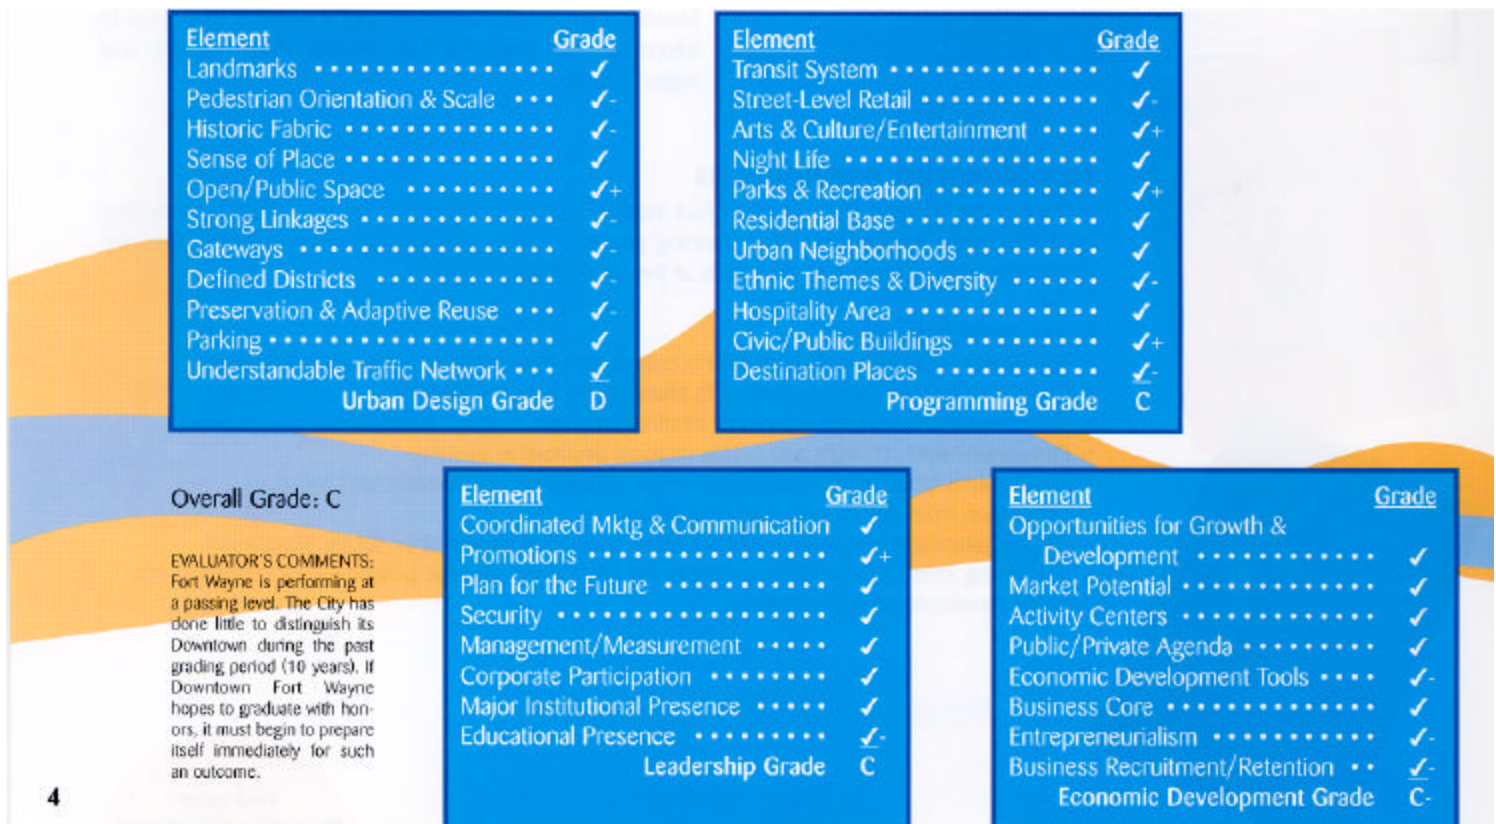 Element Grade
Landmarks ✓
Pedestrian Orientation & Scale ✓-
Historic Fabric ✓-
Sense of Place ✓
Open/Public Space ✓+
Strong Linkages ✓-
Gateways ✓-
Defined Districts ✓-
Preservation & Adaptive Reuse ✓-
Parking ✓
Understandable Traffic Network ✓
Urban Design Grade D
Element Grade
Transit System ✓
Street-Level Retail ✓-
Arts & Culture/Entertainment ✓+
Night Life ✓
Parks & Recreation ✓+
Residential Base ✓
Urban Neighborhoods ✓
Ethnic Themes & Diversity ✓-
Hospitality Area ✓
Civic/Public Buildings ✓+
Destination Places ✓-
Programming Grade C
Overall Grade: C
EVALUATOR'S COMMENTS:
Fort Wayne is performing at
a passing level. The City has
done little to distinguish its
Downtown during the past
grading period (10 years). If
Downtown Fort Wayne
hopes to graduate with hon-
ors, it must begin to prepare
itself immediately for such
an outcome.
Element Grade
Coordinated Mktg & Communication ✓
Promotions ✓+
Plan for the Future ✓
Security ✓
Management/Measurement ✓
Corporate Participation ✓
Major Institutional Presence ✓
Educational Presence ✓-
Leadership Grade C
Element Grade
Opportunities for Growth &
Development ✓
Market Potential ✓
Activity Centers ✓
Public/Private Agenda ✓
Economic Development Tools ✓-
Business Core ✓
Entrepreneurialism ✓-
Business Recruitment/Retention ✓-
Economic Development Grade C-
4